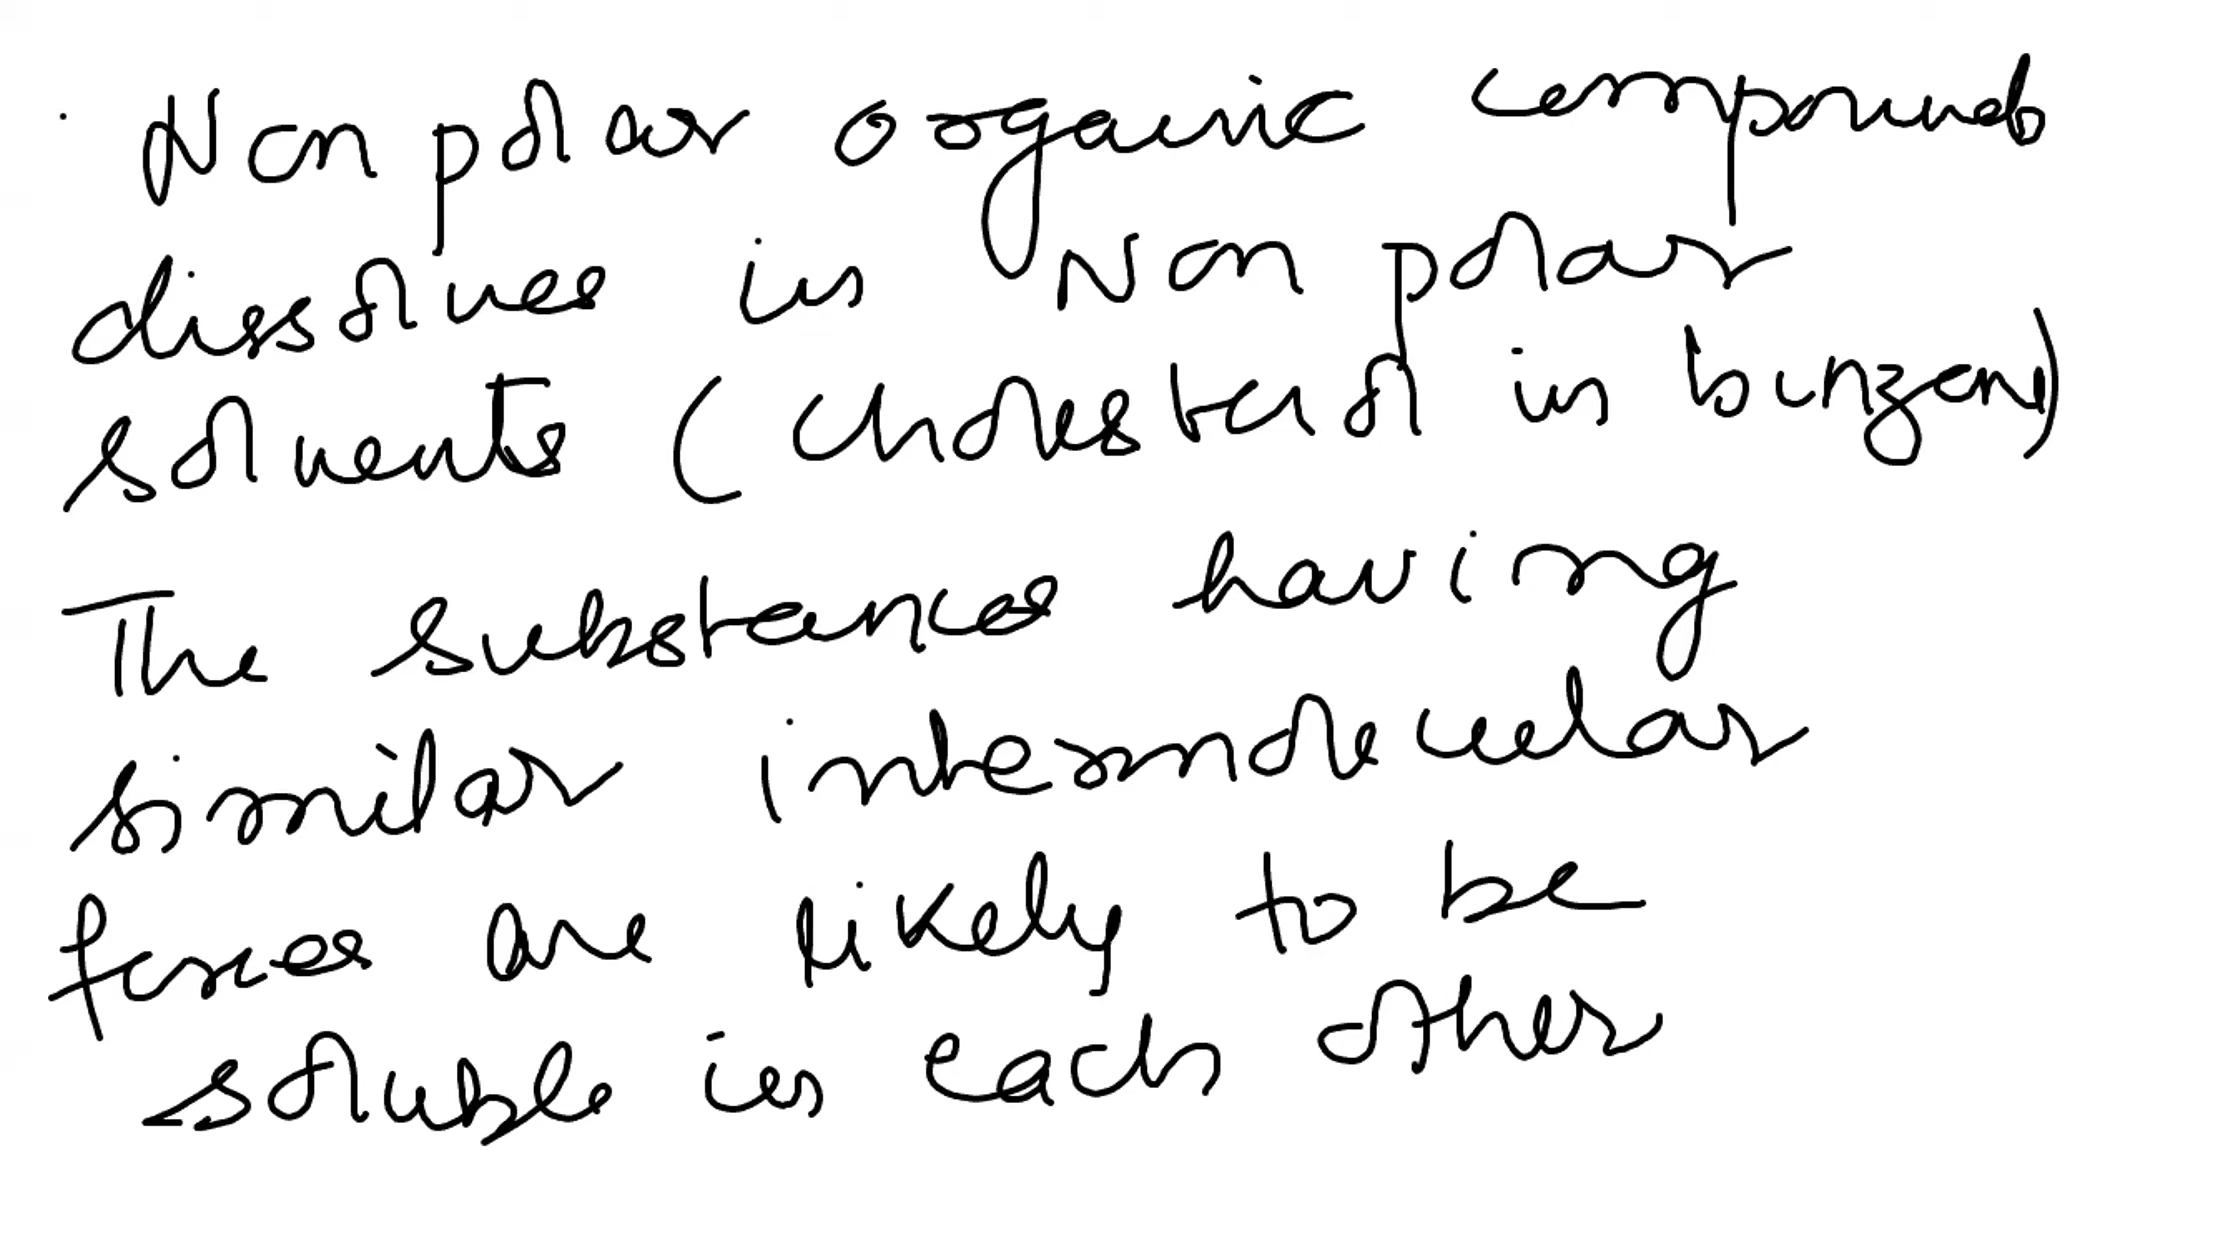 Non polar organic compounds
dissolves in Non polar
solvents (cholesterol in benzene)
The substances having
similar intermolecular
forces are likely to be
soluble in each other